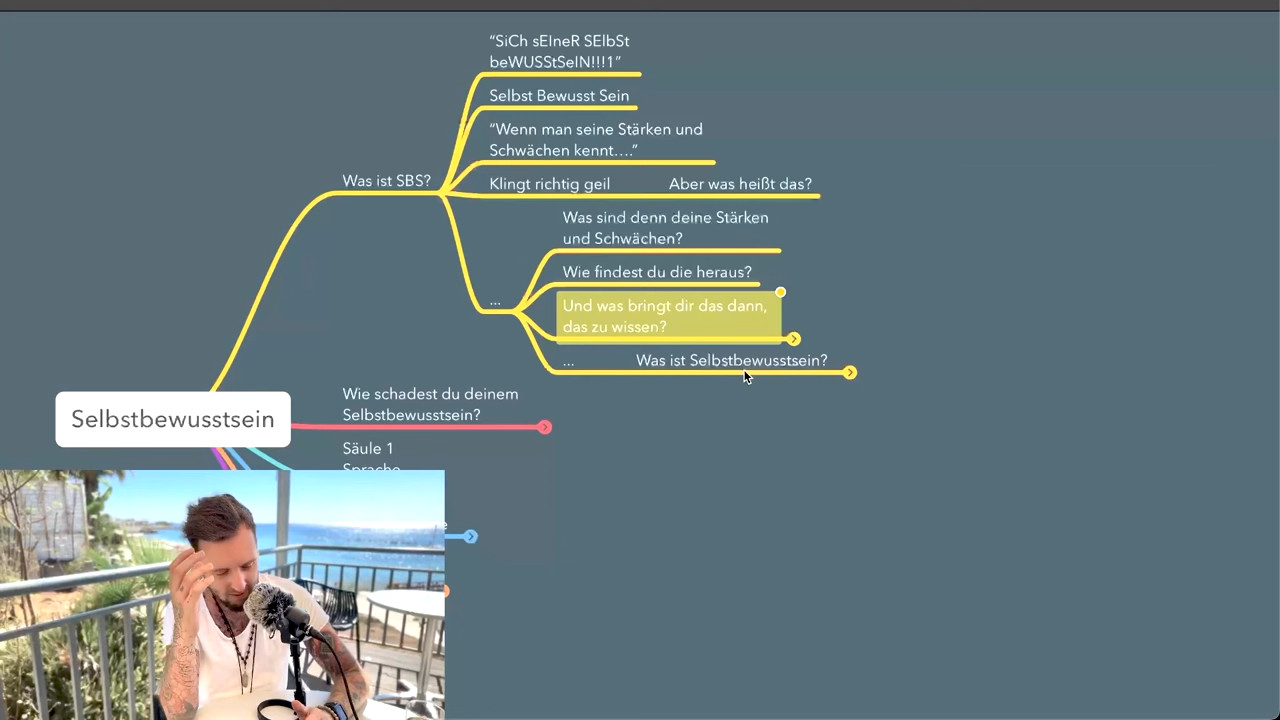 “SiCh sEIneR SElbSt
beWUSStSeIN!!!1”
Selbst Bewusst Sein
“Wenn man seine Stärken und
Schwächen kennt....”
Was ist SBS?
Klingt richtig geil
Aber was heißt das?
Was sind denn deine Stärken
und Schwächen?
Wie findest du die heraus?
...
Und was bringt dir das dann,
das zu wissen?
...
Was ist Selbstbewusstsein?
Selbstbewusstsein
Wie schadest du deinem
Selbstbewusstsein?
Säule 1
Sprache